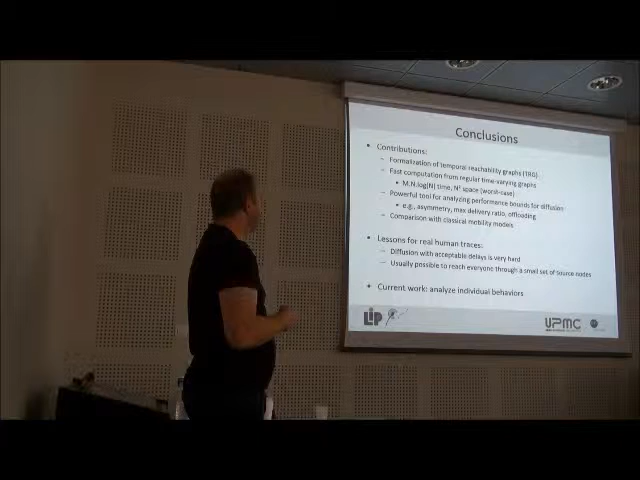 Conclusions
• Contributions:
– Formalization of temporal reachability graphs (TRG)
– Fast computation from regular time-varying graphs
• M.N.log(N) time, N² space (worst-case)
– Powerful tool for analyzing performance bounds for diffusion
• e.g., asymmetry, max delivery ratio, offloading
– Comparison with classical mobility models
• Lessons for real human traces:
– Diffusion with acceptable delays is very hard
– Usually possible to reach everyone through a small set of source nodes
• Current work: analyze individual behaviors
LIP
UPMC